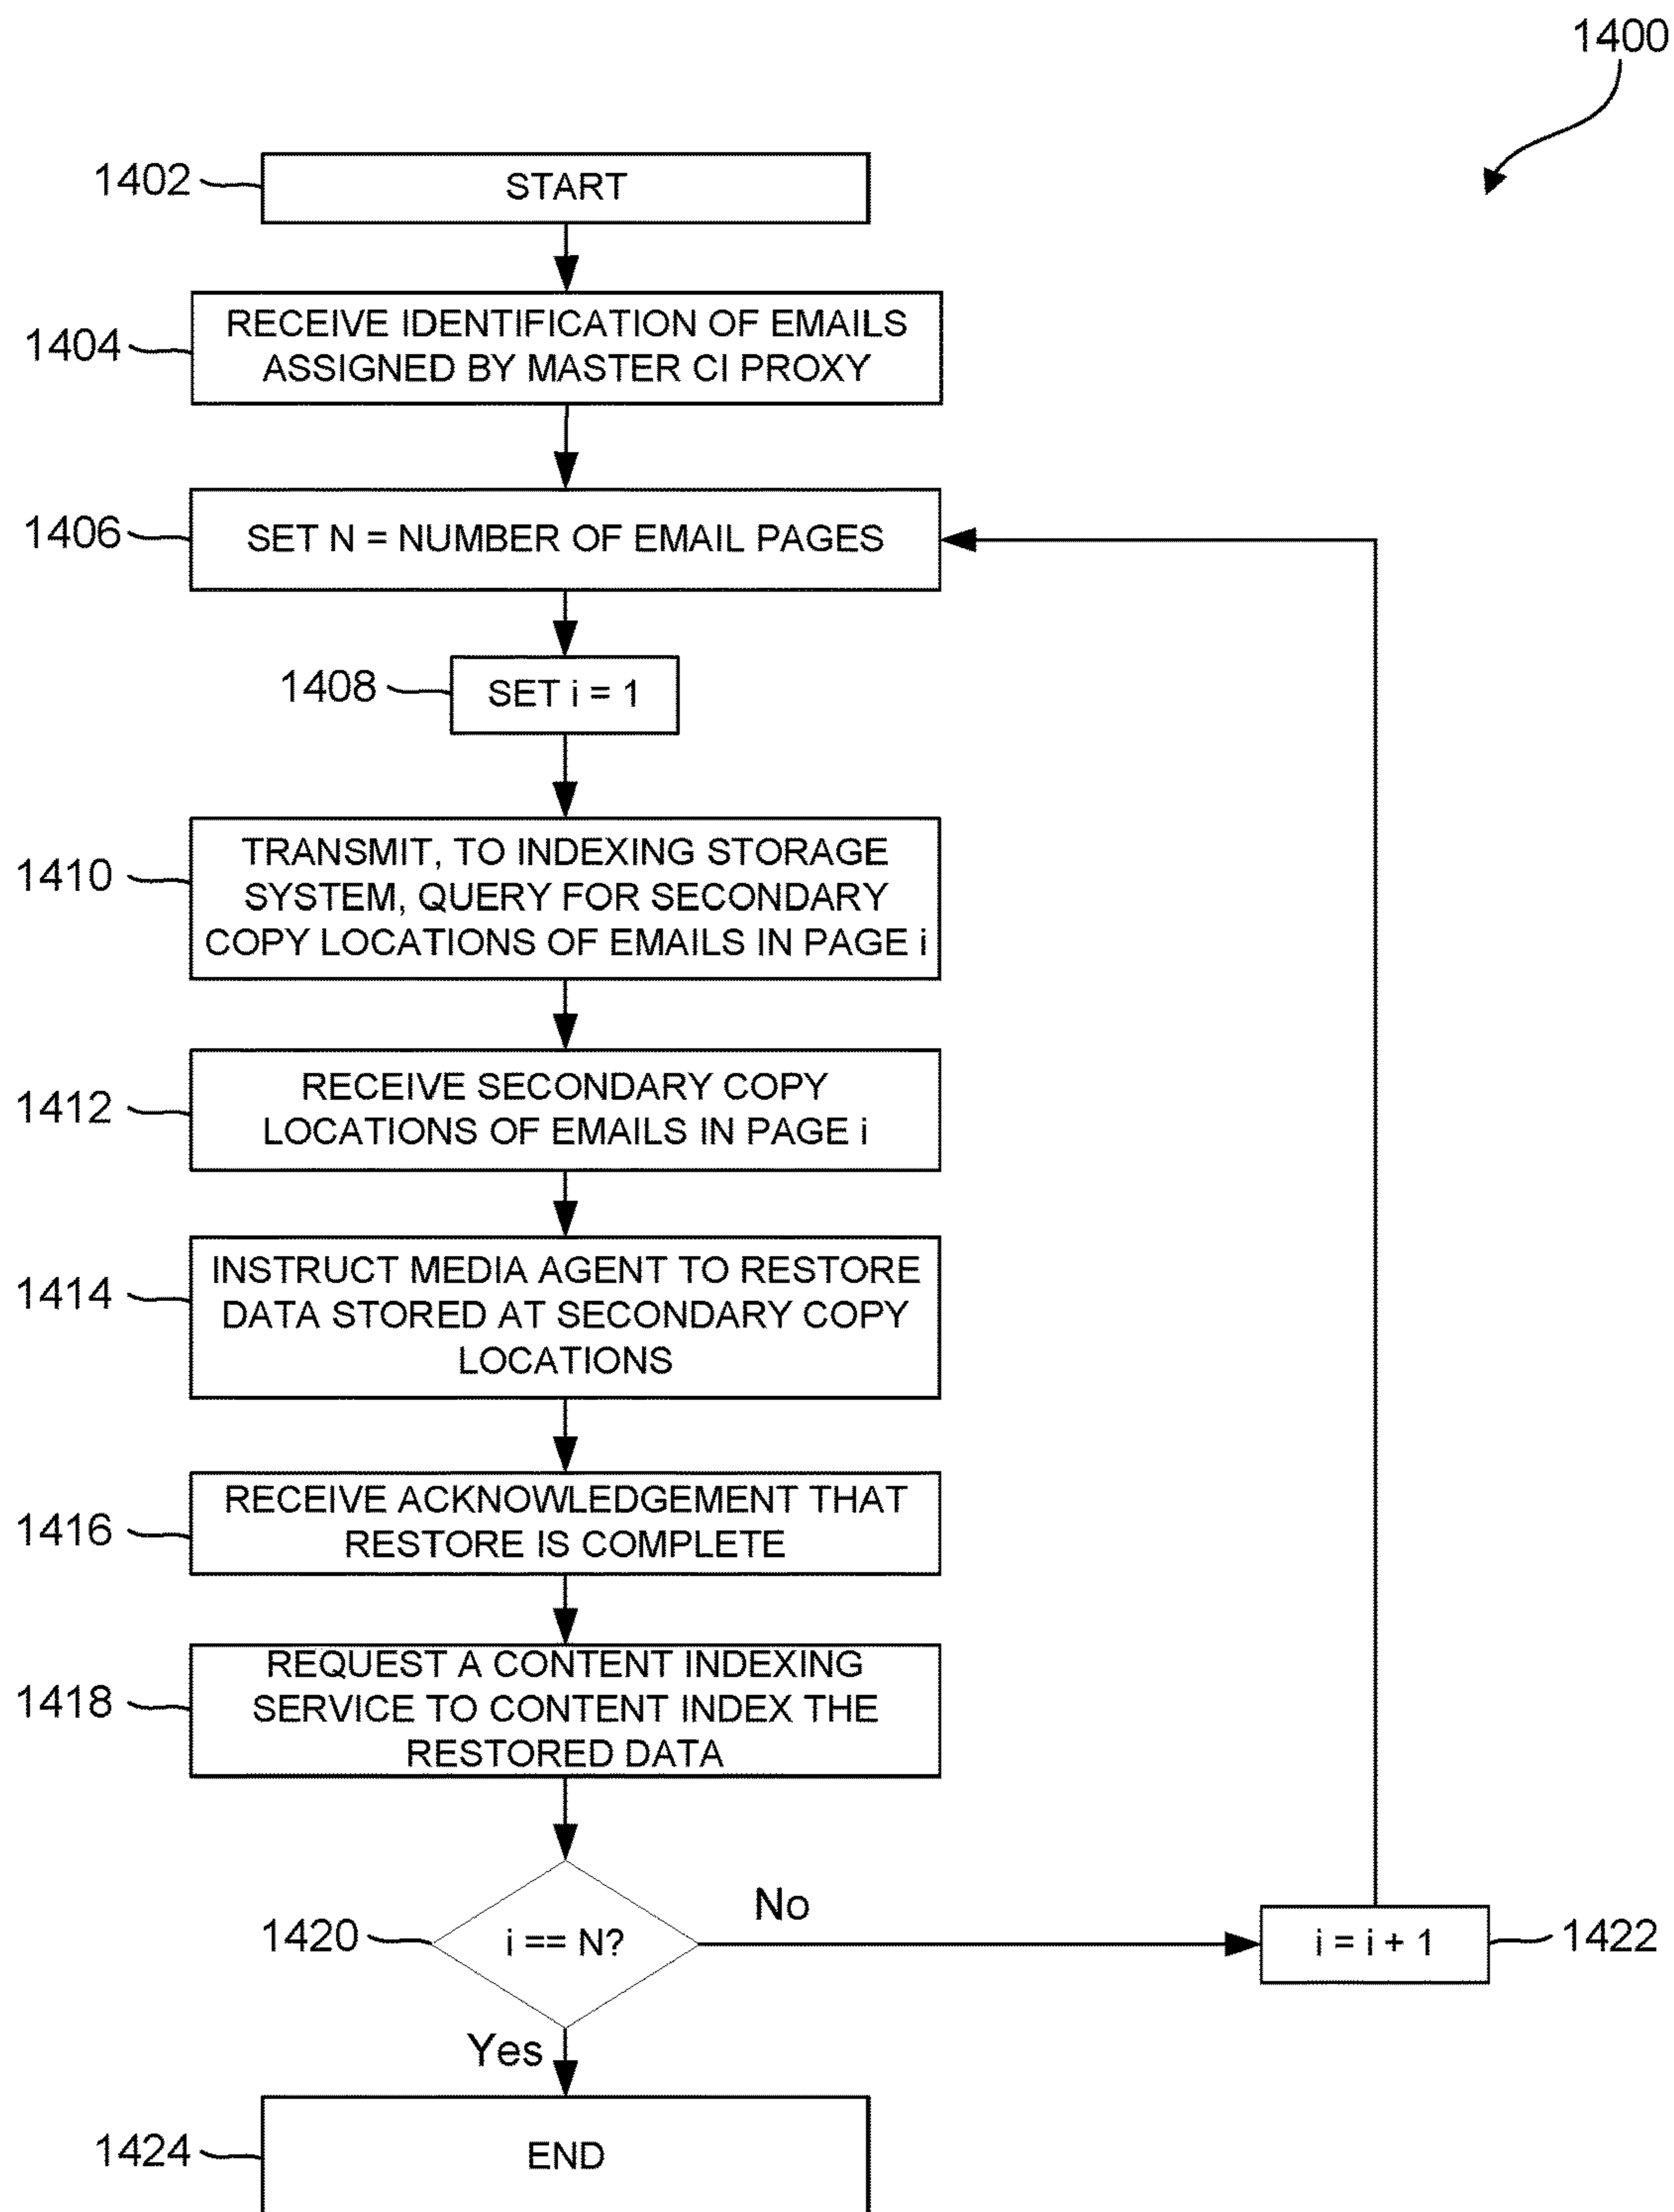 1400
1402
START
1404
RECEIVE IDENTIFICATION OF EMAILS
ASSIGNED BY MASTER CI PROXY
1406
SET N = NUMBER OF EMAIL PAGES
1408
SET i = 1
1410
TRANSMIT, TO INDEXING STORAGE
SYSTEM, QUERY FOR SECONDARY
COPY LOCATIONS OF EMAILS IN PAGE i
1412
RECEIVE SECONDARY COPY
LOCATIONS OF EMAILS IN PAGE i
1414
INSTRUCT MEDIA AGENT TO RESTORE
DATA STORED AT SECONDARY COPY
LOCATIONS
1416
RECEIVE ACKNOWLEDGEMENT THAT
RESTORE IS COMPLETE
1418
REQUEST A CONTENT INDEXING
SERVICE TO CONTENT INDEX THE
RESTORED DATA
1420
i == N?
No
i = i + 1
1422
Yes
1424
END